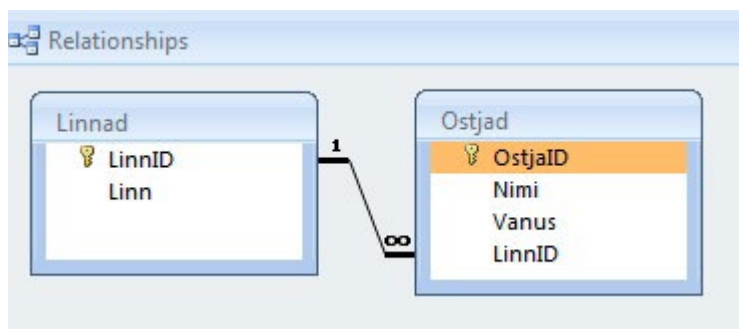 Relationships
Linnad
LinnID
Linn
1
∞
Ostjad
OstjaID
Nimi
Vanus
LinnID